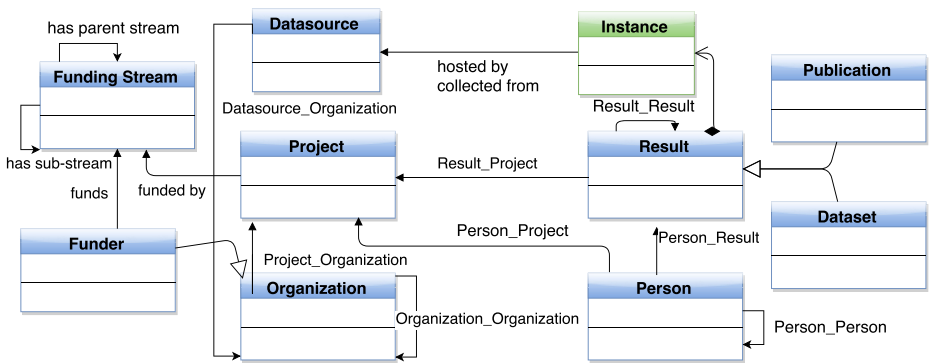 has parent stream
Datasource
Instance
Funding Stream
hosted by
collected from
Publication
Datasource_Organization
Result_Result
Project
Result
has sub-stream
Result_Project
funds
funded by
Dataset
Funder
Person_Project
Person_Result
Project_Organization
Organization
Person
Organization_Organization
Person_Person